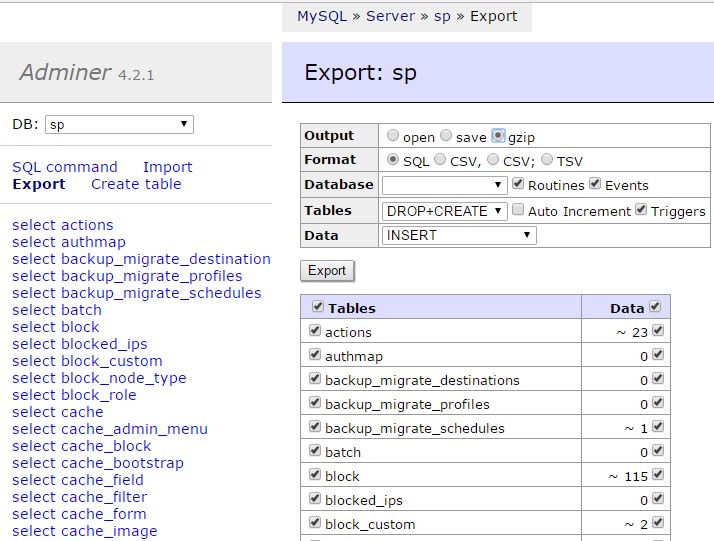 MySQL » Server » sp » Export
Adminer 4.2.1
Export: sp
DB: sp
SQL command Import
Export Create table
select actions
select authmap
select backup_migrate_destination
select backup_migrate_profiles
select backup_migrate_schedules
select batch
select block
select blocked_ips
select block_custom
select block_node_type
select block_role
select cache
select cache_admin_menu
select cache_block
select cache_bootstrap
select cache_field
select cache_filter
select cache_form
select cache_image
Output open save gzip
Format SQL CSV, CSV; TSV
Database Routines Events
Tables DROP+CREATE Auto Increment Triggers
Data INSERT
Export
Tables Data
actions ~ 23
authmap 0
backup_migrate_destinations 0
backup_migrate_profiles 0
backup_migrate_schedules ~ 1
batch 0
block ~ 115
blocked_ips 0
block_custom ~ 2